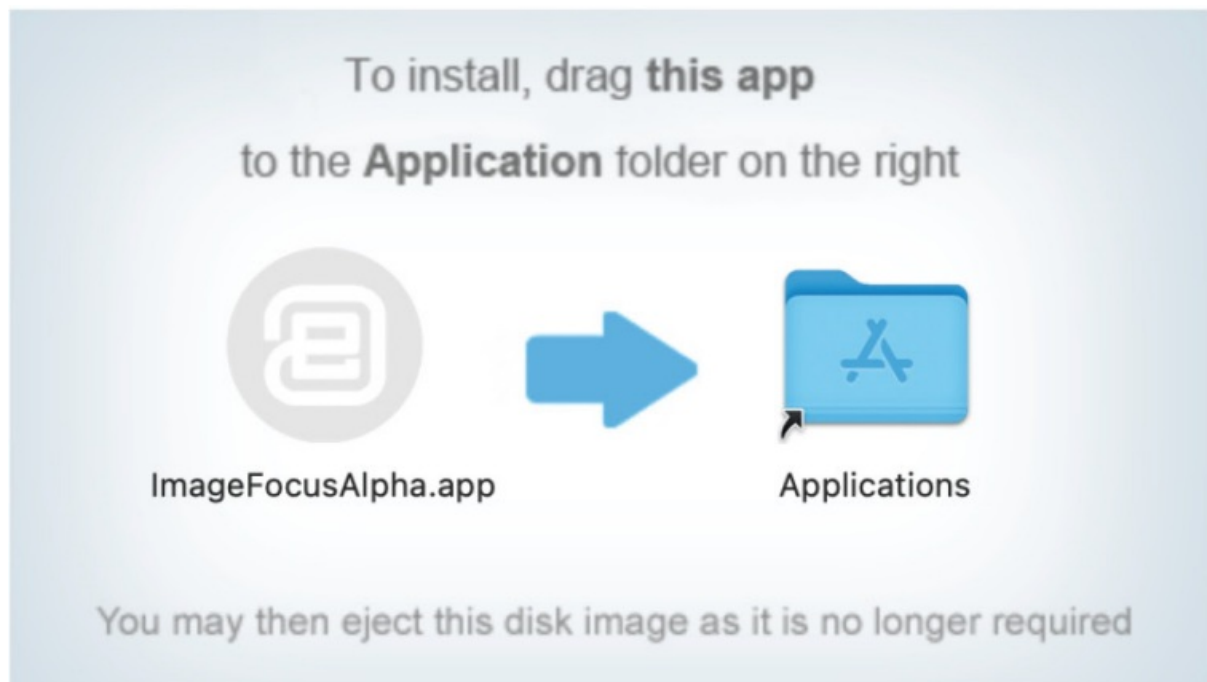 To install, drag this app
to the Application folder on the right
ImageFocusAlpha.app
Applications
You may then eject this disk image as it is no longer required